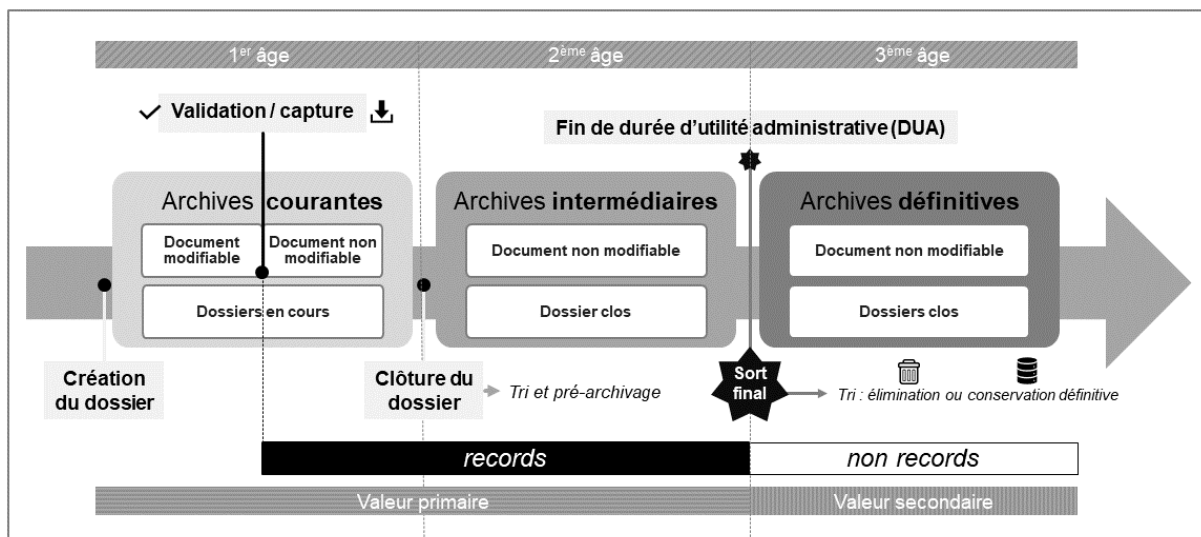 1er âge
2ème âge
3ème âge
Validation / capture
Fin de durée d'utilité administrative (DUA)
Archives courantes
Archives intermédiaires
Archives définitives
Document
modifiable
Document non
modifiable
Document non modifiable
Document non modifiable
Dossiers en cours
Dossier clos
Dossiers clos
Création
du dossier
Clôture du
dossier
Tri et pré-archivage
Sort
final
Tri : élimination ou conservation définitive
records
non records
Valeur primaire
Valeur secondaire